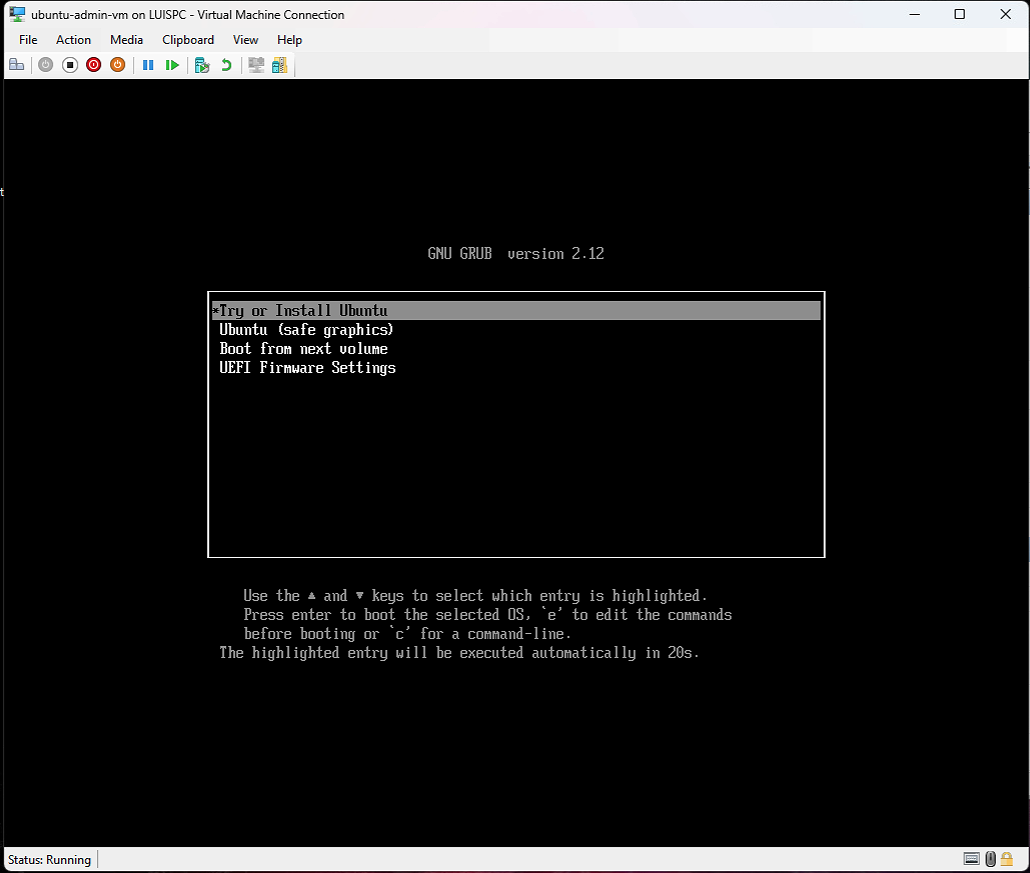 ubuntu-admin-vm on LUISPC - Virtual Machine Connection
File Action Media Clipboard View Help
t
GNU GRUB version 2.12
*Try or Install Ubuntu
Ubuntu (safe graphics)
Boot from next volume
UEFI Firmware Settings
Use the ▲ and ▼ keys to select which entry is highlighted.
Press enter to boot the selected OS, `e' to edit the commands
before booting or `c' for a command-line.
The highlighted entry will be executed automatically in 20s.
Status: Running